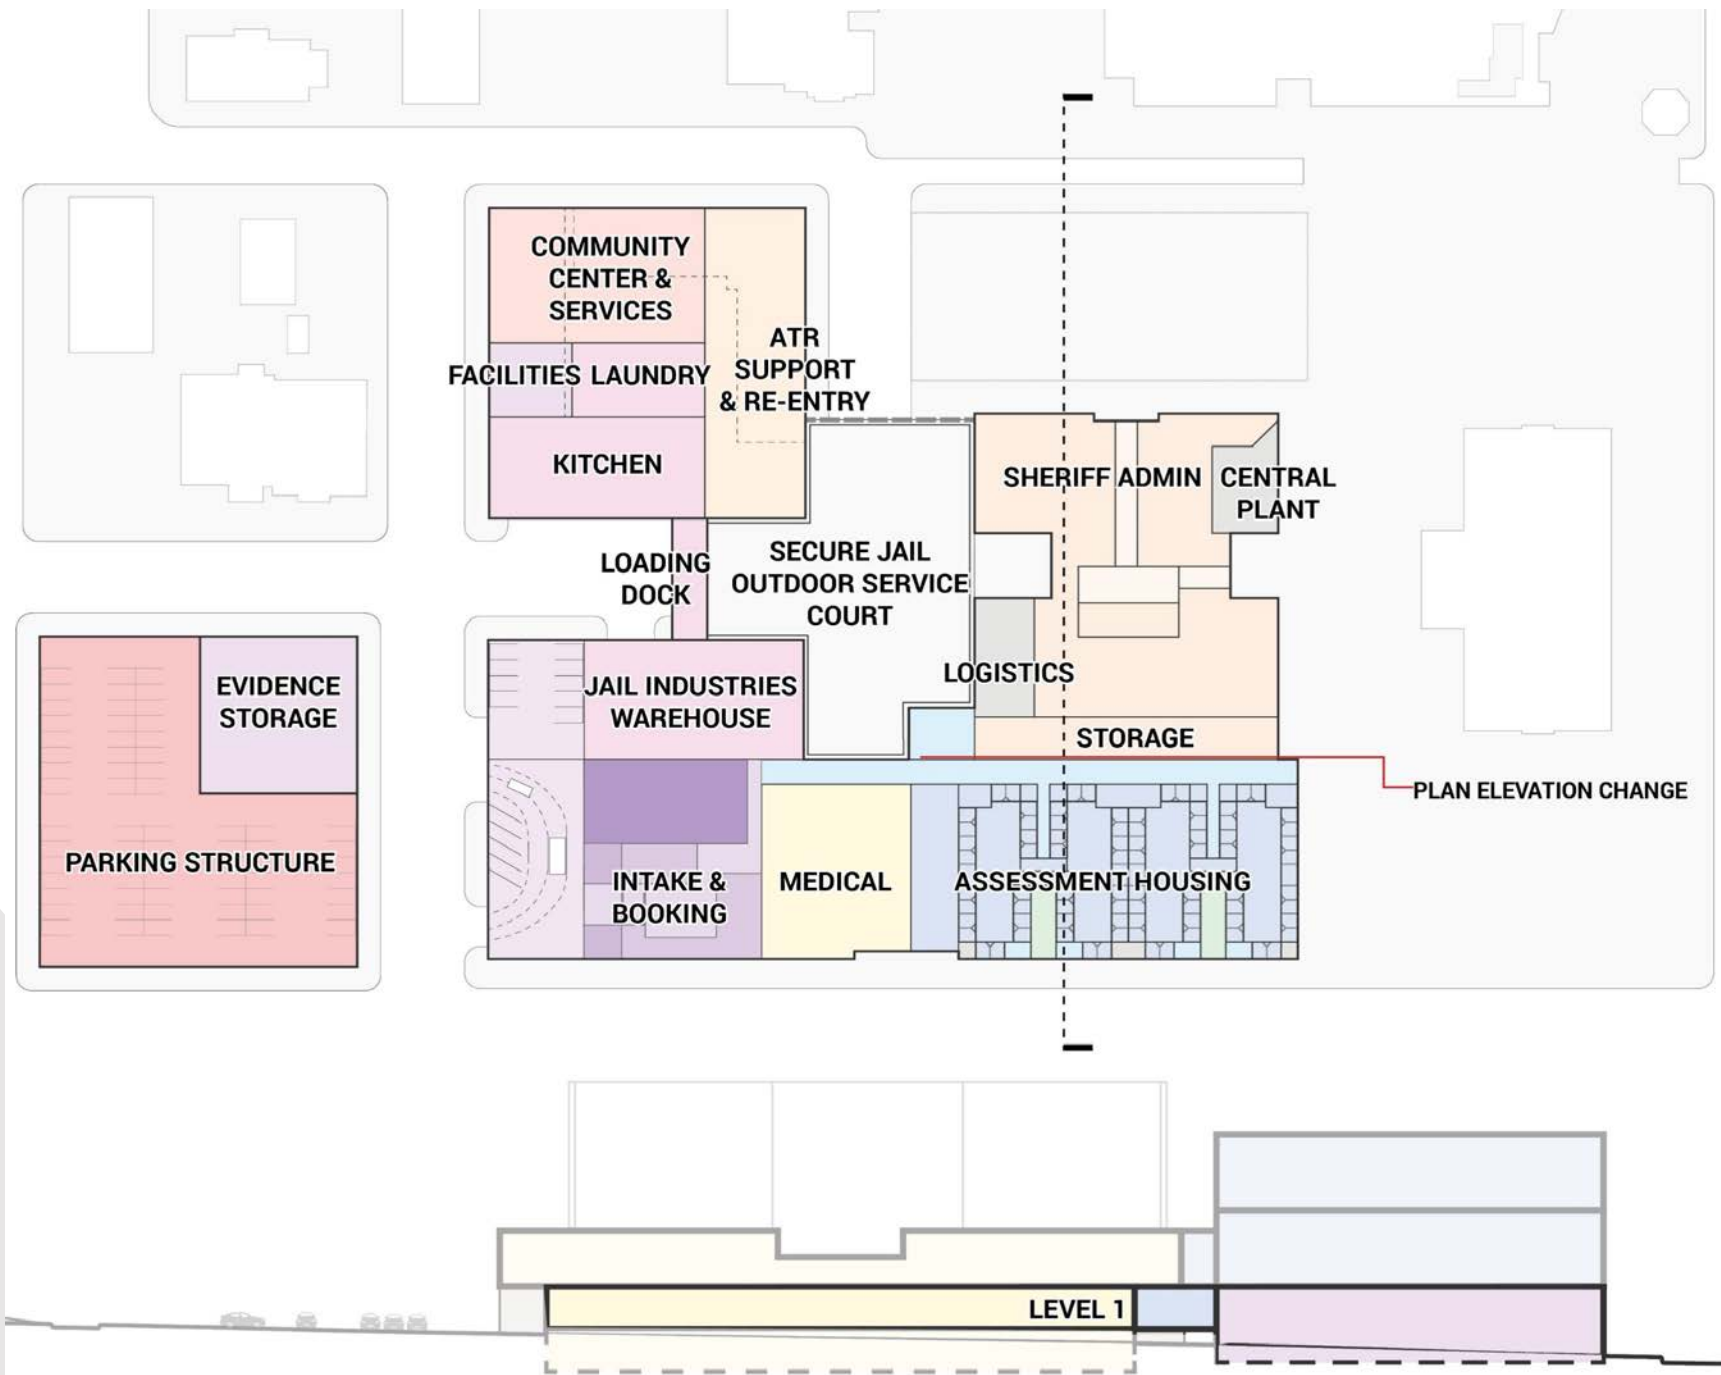 COMMUNITY
CENTER &
SERVICES
ATR
SUPPORT
& RE-ENTRY
FACILITIES
LAUNDRY
KITCHEN
SHERIFF ADMIN
CENTRAL
PLANT
LOADING
DOCK
SECURE JAIL
OUTDOOR SERVICE
COURT
LOGISTICS
EVIDENCE
STORAGE
JAIL INDUSTRIES
WAREHOUSE
STORAGE
PLAN ELEVATION CHANGE
PARKING STRUCTURE
INTAKE &
BOOKING
MEDICAL
ASSESSMENT HOUSING
LEVEL 1